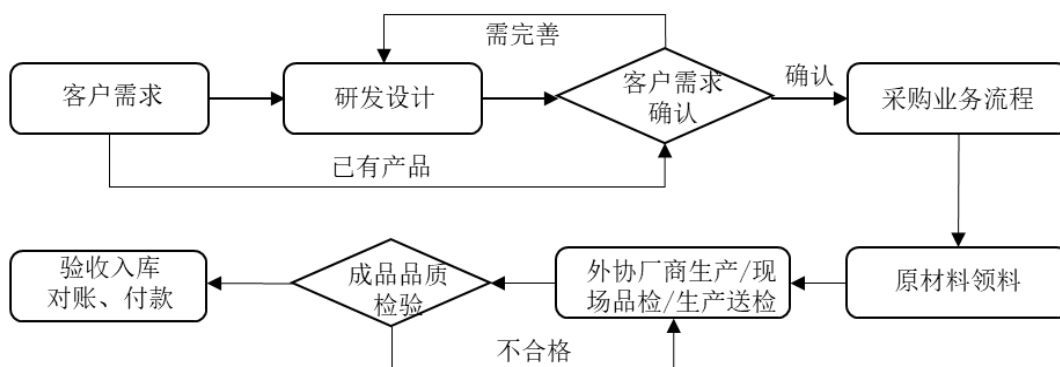 需完善
客户需求
研发设计
客户需求
确认
确认
采购业务流程
已有产品
验收入库
对账、付款
成品品质
检验
外协厂商生产/现
场品检/生产送检
原材料领料
不合格